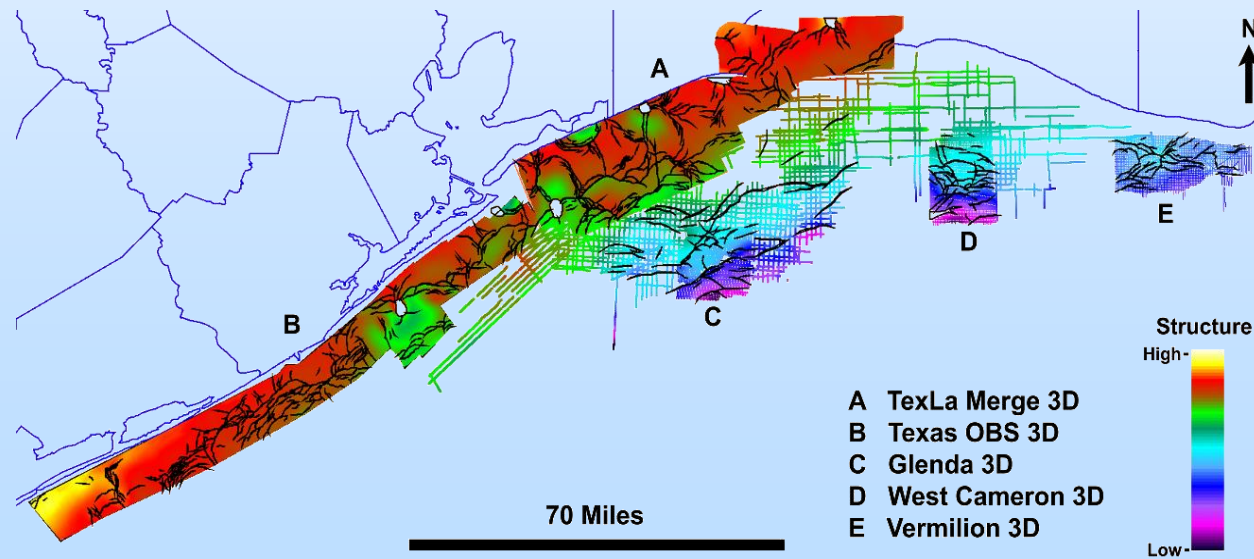 N
A
B
C
D
E
Structure
High-
Low-
A TexLa Merge 3D
B Texas OBS 3D
C Glenda 3D
D West Cameron 3D
E Vermilion 3D
70 Miles